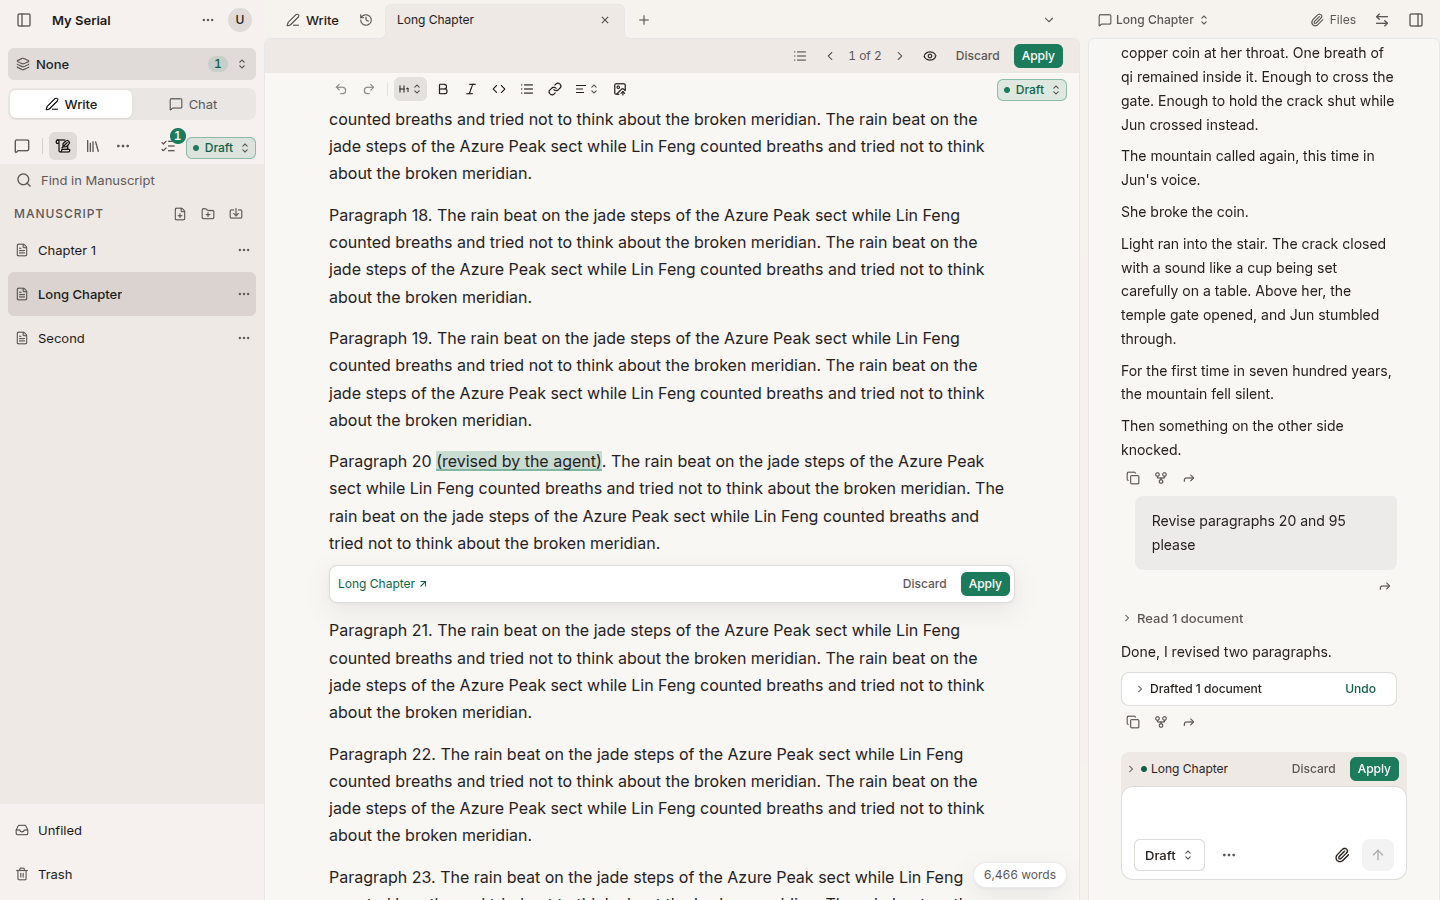 My Serial
U
None
1
Write
Chat
1
Draft
Find in Manuscript
MANUSCRIPT
Chapter 1
Long Chapter
Second
Unfiled
Trash
Write
Long Chapter
1 of 2
Discard
Apply
H1
Draft
counted breaths and tried not to think about the broken meridian. The rain beat on the
jade steps of the Azure Peak sect while Lin Feng counted breaths and tried not to think
about the broken meridian.
Paragraph 18. The rain beat on the jade steps of the Azure Peak sect while Lin Feng
counted breaths and tried not to think about the broken meridian. The rain beat on the
jade steps of the Azure Peak sect while Lin Feng counted breaths and tried not to think
about the broken meridian.
Paragraph 19. The rain beat on the jade steps of the Azure Peak sect while Lin Feng
counted breaths and tried not to think about the broken meridian. The rain beat on the
jade steps of the Azure Peak sect while Lin Feng counted breaths and tried not to think
about the broken meridian.
Paragraph 20 (revised by the agent). The rain beat on the jade steps of the Azure Peak
sect while Lin Feng counted breaths and tried not to think about the broken meridian. The
rain beat on the jade steps of the Azure Peak sect while Lin Feng counted breaths and
tried not to think about the broken meridian.
Long Chapter
Discard
Apply
Paragraph 21. The rain beat on the jade steps of the Azure Peak sect while Lin Feng
counted breaths and tried not to think about the broken meridian. The rain beat on the
jade steps of the Azure Peak sect while Lin Feng counted breaths and tried not to think
about the broken meridian.
Paragraph 22. The rain beat on the jade steps of the Azure Peak sect while Lin Feng
counted breaths and tried not to think about the broken meridian. The rain beat on the
jade steps of the Azure Peak sect while Lin Feng counted breaths and tried not to think
about the broken meridian.
Paragraph 23. The rain beat on the jade steps of the Azure Peak sect while Lin Feng
6,466 words
Long Chapter
Files
copper coin at her throat. One breath of
qi remained inside it. Enough to cross the
gate. Enough to hold the crack shut while
Jun crossed instead.
The mountain called again, this time in
Jun's voice.
She broke the coin.
Light ran into the stair. The crack closed
with a sound like a cup being set
carefully on a table. Above her, the
temple gate opened, and Jun stumbled
through.
For the first time in seven hundred years,
the mountain fell silent.
Then something on the other side
knocked.
Revise paragraphs 20 and 95
please
Read 1 document
Done, I revised two paragraphs.
Drafted 1 document
Undo
Long Chapter
Discard
Apply
Draft